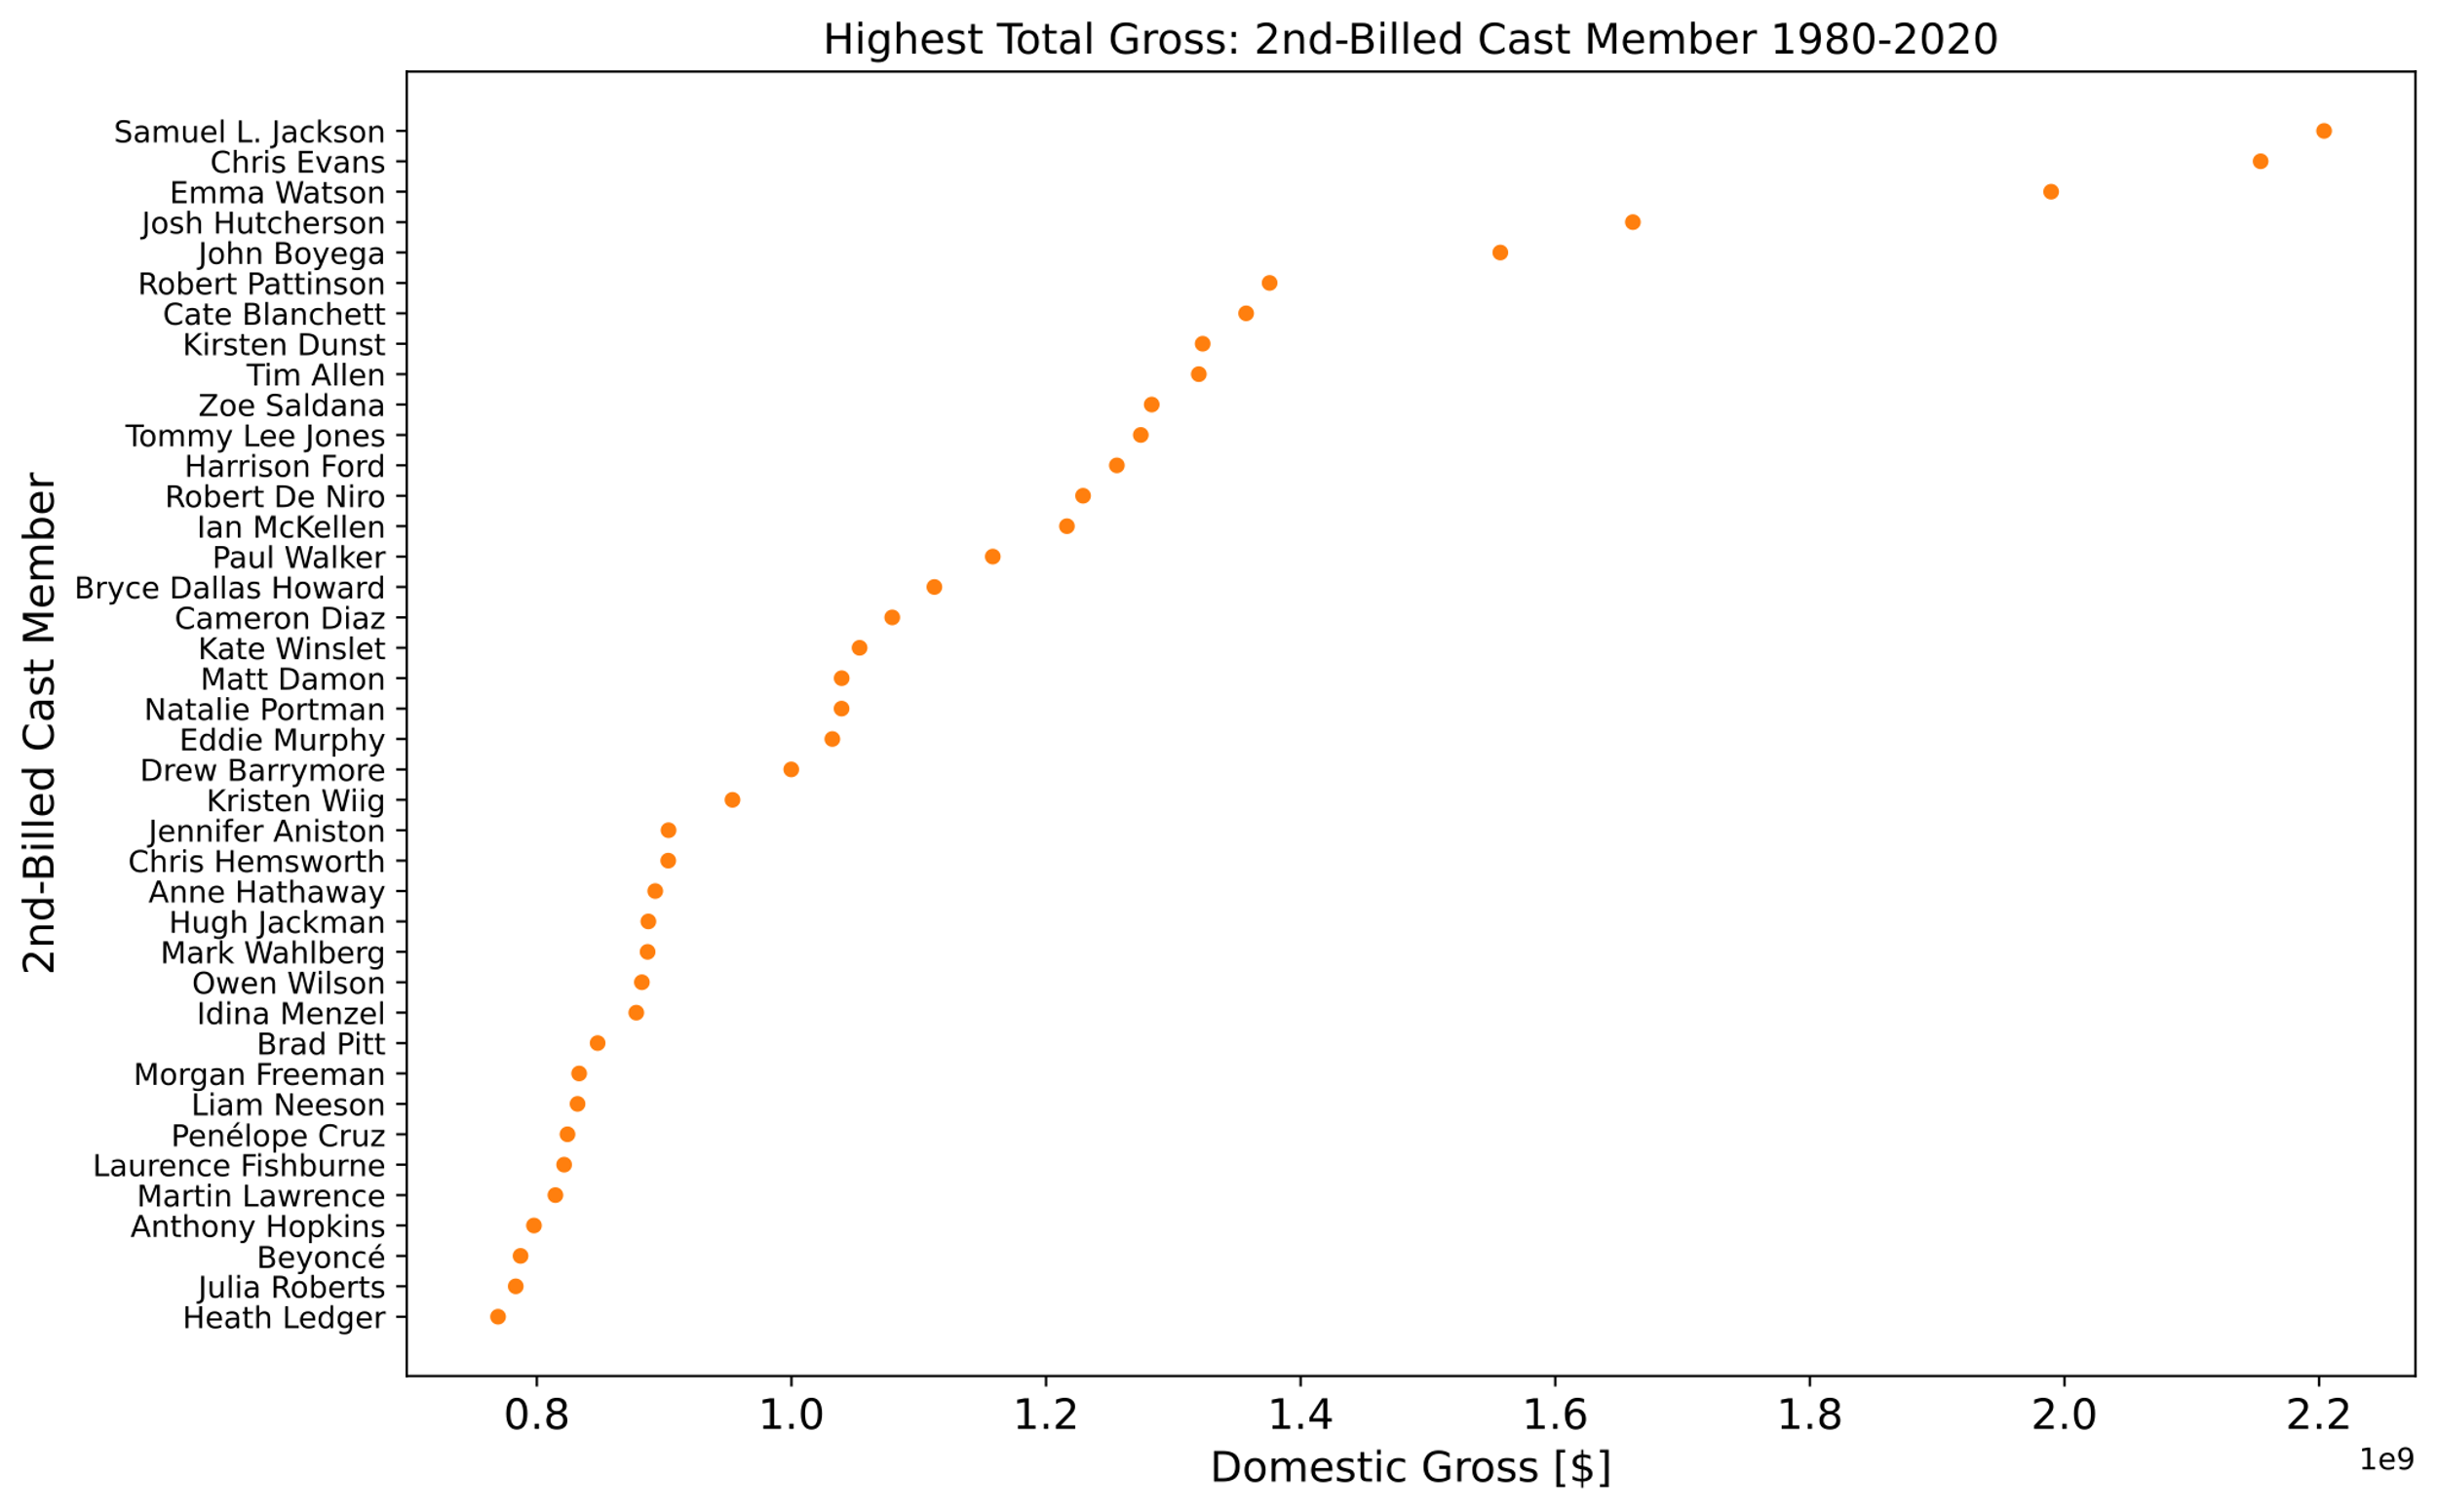 Highest Total Gross: 2nd-Billed Cast Member 1980-2020
2nd-Billed Cast Member
Samuel L. Jackson
Chris Evans
Emma Watson
Josh Hutcherson
John Boyega
Robert Pattinson
Cate Blanchett
Kirsten Dunst
Tim Allen
Zoe Saldana
Tommy Lee Jones
Harrison Ford
Robert De Niro
Ian McKellen
Paul Walker
Bryce Dallas Howard
Cameron Diaz
Kate Winslet
Matt Damon
Natalie Portman
Eddie Murphy
Drew Barrymore
Kristen Wiig
Jennifer Aniston
Chris Hemsworth
Anne Hathaway
Hugh Jackman
Mark Wahlberg
Owen Wilson
Idina Menzel
Brad Pitt
Morgan Freeman
Liam Neeson
Penélope Cruz
Laurence Fishburne
Martin Lawrence
Anthony Hopkins
Beyoncé
Julia Roberts
Heath Ledger
0.8 1.0 1.2 1.4 1.6 1.8 2.0 2.2
1e9
Domestic Gross [$]